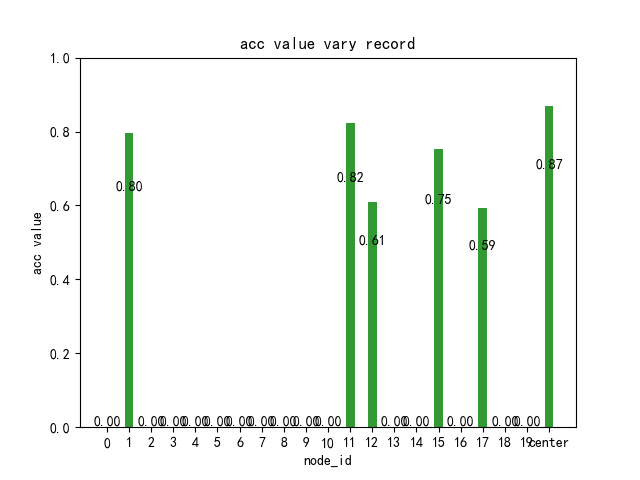 acc value vary record
1.0
0.8
0.6
0.4
0.2
0.0
acc value
0.00 0.80 0.00 0.00 0.00 0.00 0.00 0.00 0.00 0.00 0.00 0.82 0.61 0.00 0.00 0.75 0.00 0.59 0.00 0.00 0.87
0 1 2 3 4 5 6 7 8 9 10 11 12 13 14 15 16 17 18 19 center
node_id